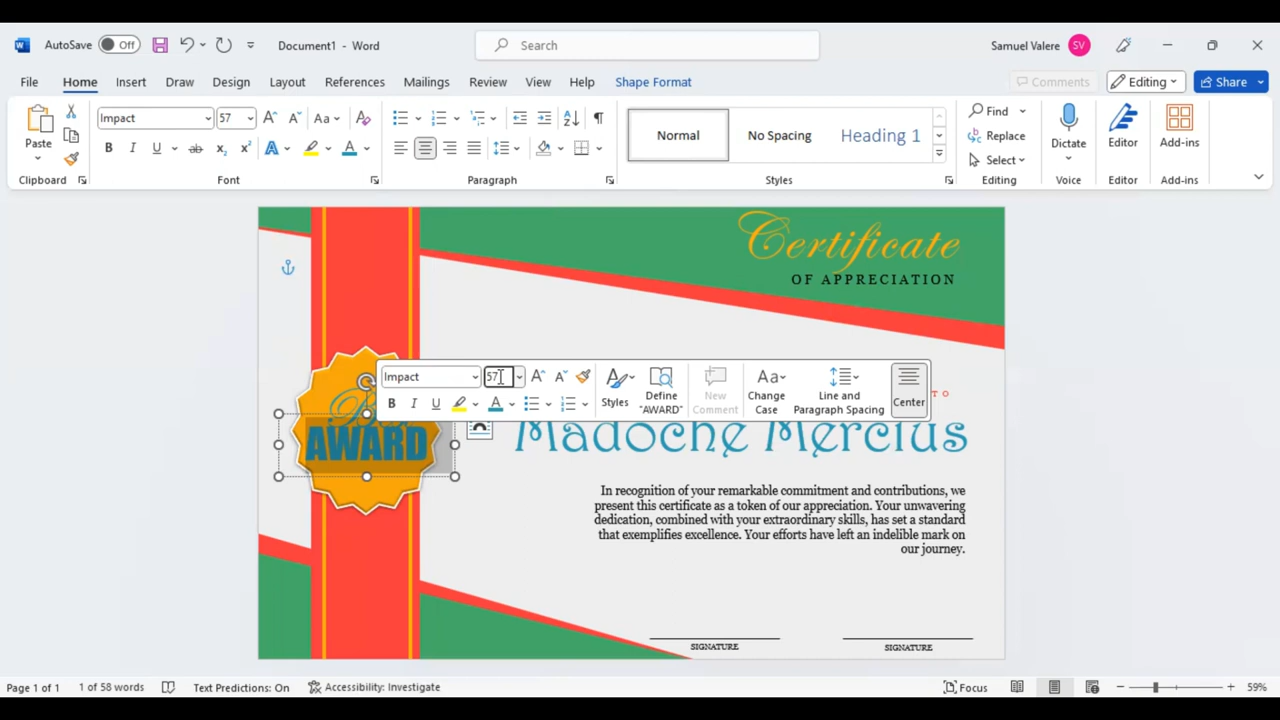 AutoSave Off Document1 - Word Search Samuel Valere SV
File Home Insert Draw Design Layout References Mailings Review View Help Shape Format Comments Editing Share
Paste Impact 57 Aa Normal No Spacing Heading 1 Find Replace Select Dictate Editor Add-ins
Clipboard Font Paragraph Styles Editing Voice Editor Add-ins
Certificate
OF APPRECIATION
Impact 57 Styles Define "AWARD" New Comment Aa Change Case Line and Paragraph Spacing Center
TO
AWARD
Madoche Mercius
In recognition of your remarkable commitment and contributions, we
present this certificate as a token of our appreciation. Your unwavering
dedication, combined with your extraordinary skills, has set a standard
that exemplifies excellence. Your efforts have left an indelible mark on
our journey.
SIGNATURE SIGNATURE
Page 1 of 1 1 of 58 words Text Predictions: On Accessibility: Investigate Focus 59%